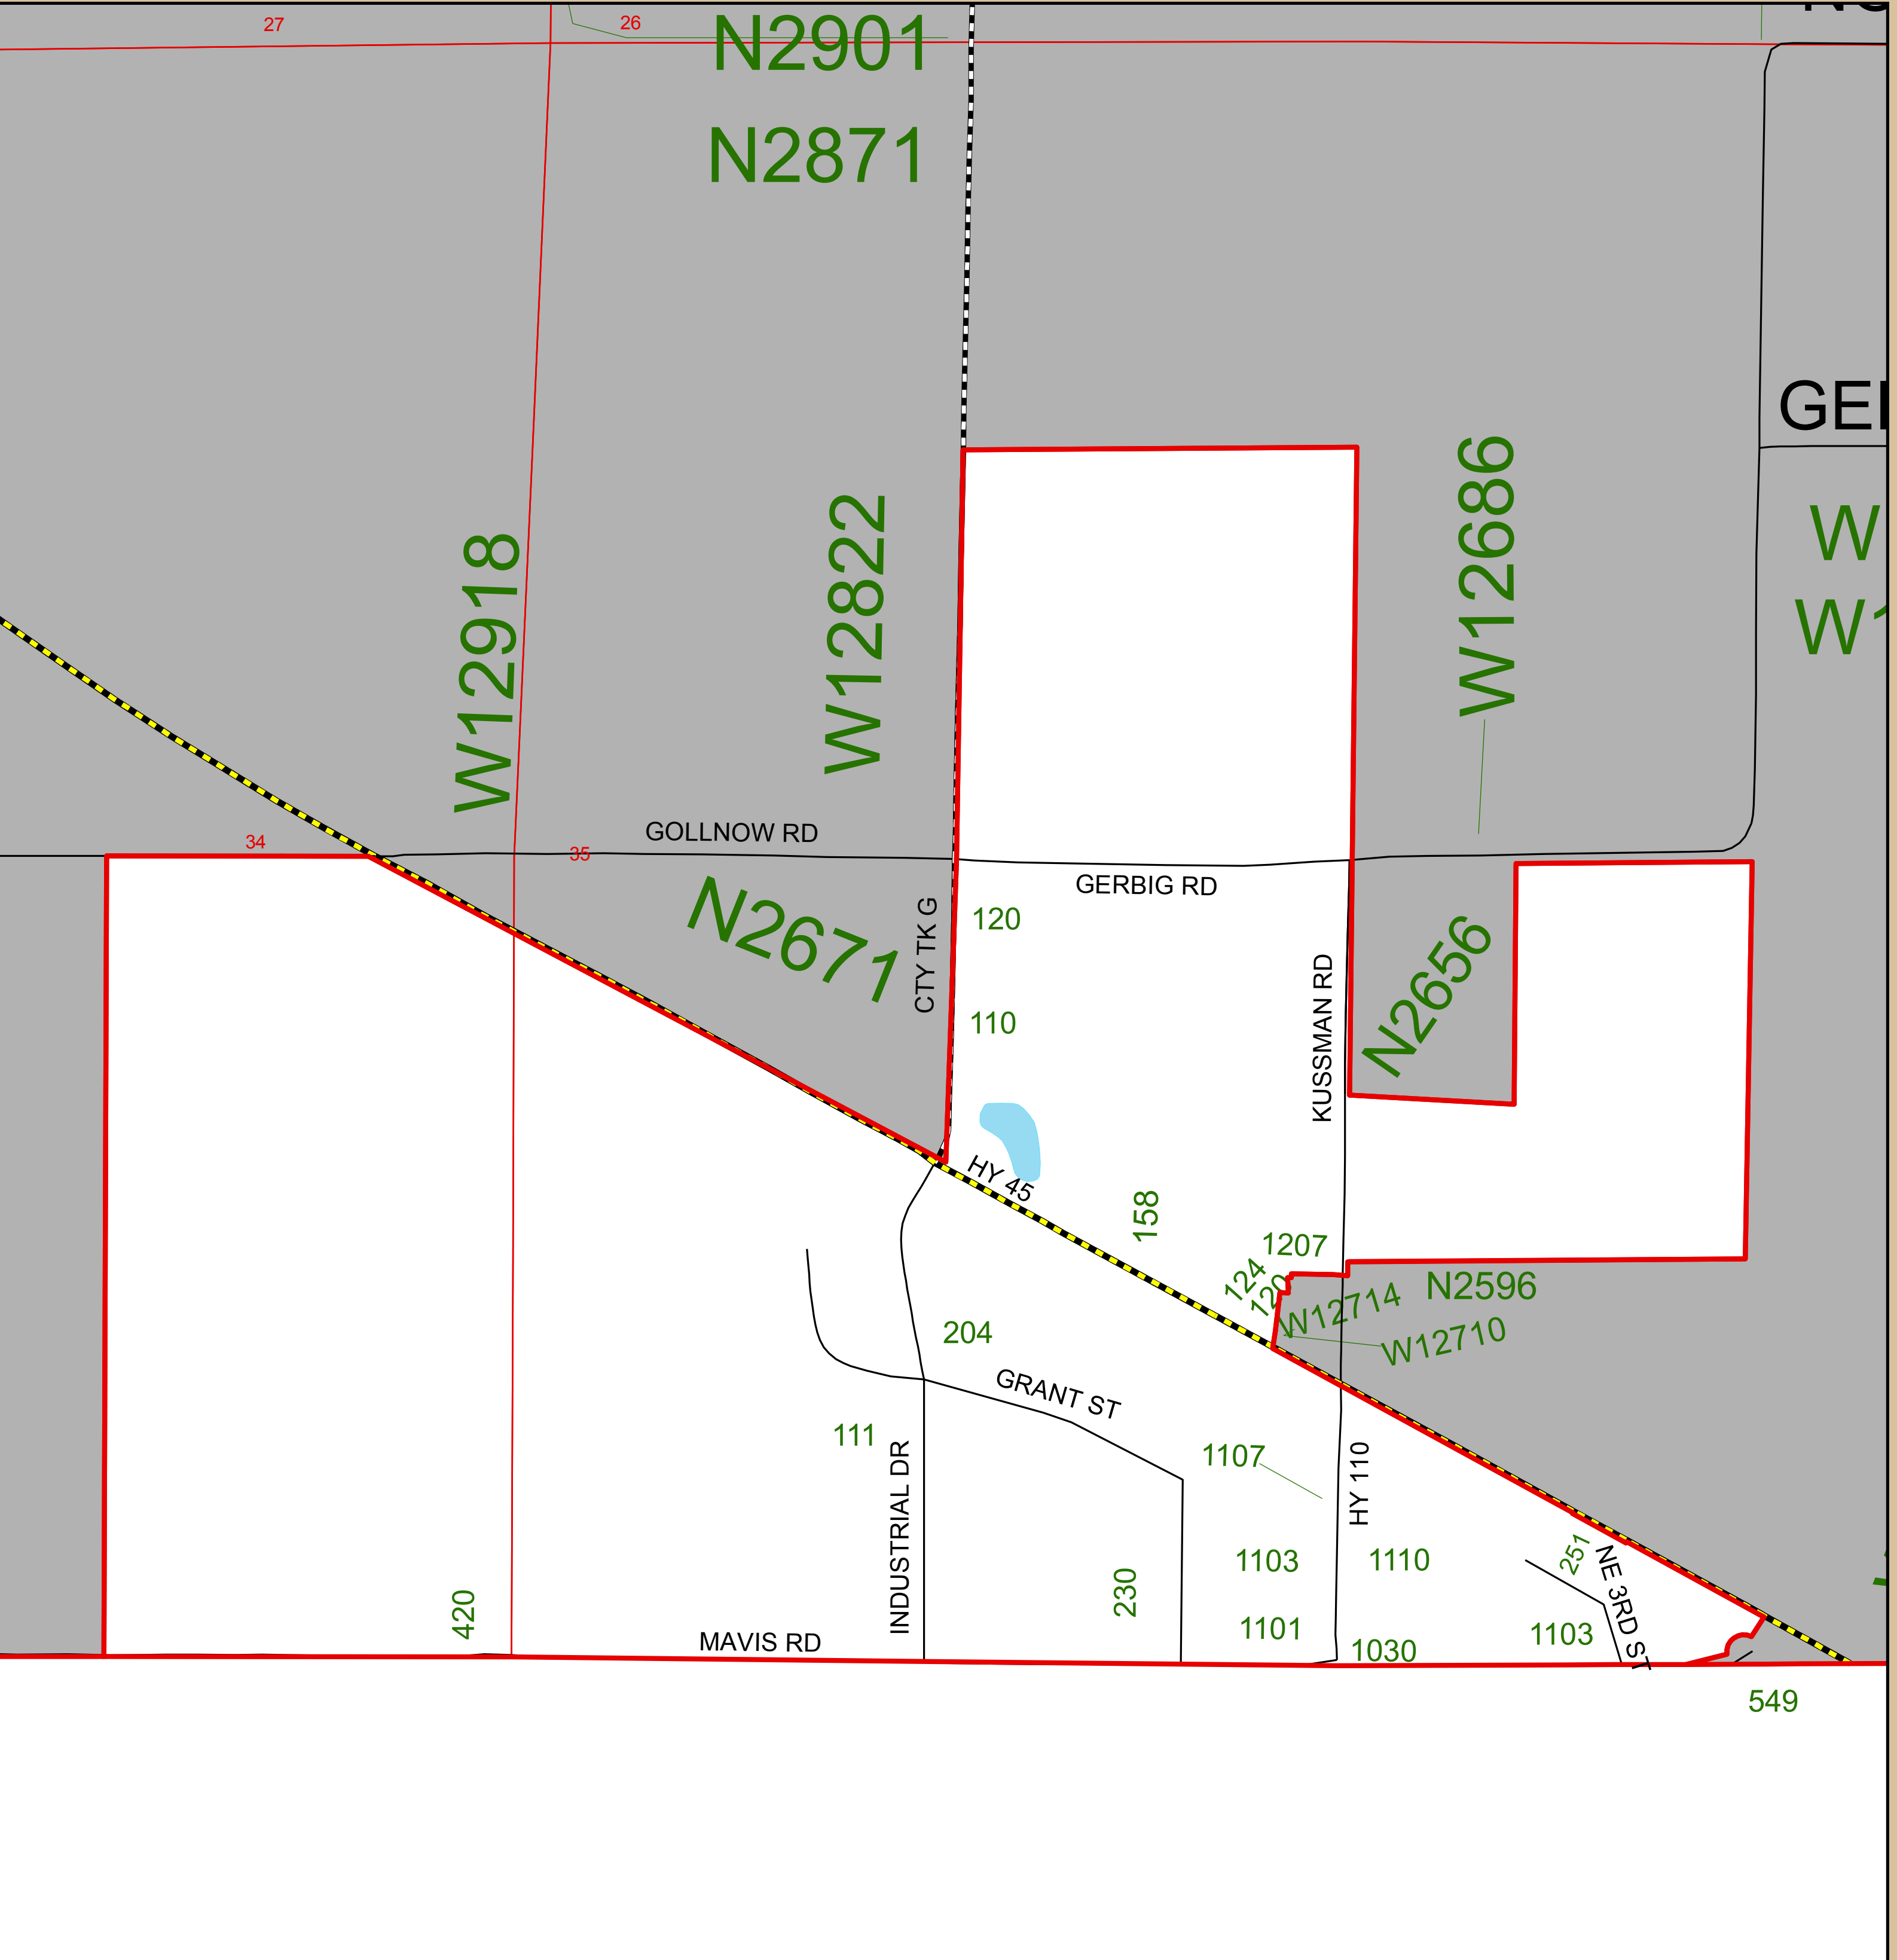 27
26
N2901
N2871
GE
W12686
W12822
W12918
W
W1
GOLLNOW RD
34
35
GERBIG RD
N2671
CTY TK G
120
110
N2656
KUSSMAN RD
HY 45
158
1207
124
120
N2596
W12714
W12710
204
GRANT ST
111
1107
INDUSTRIAL DR
HY 110
251
1103
1110
NE 3RD ST
230
420
1101
1103
MAVIS RD
1030
549